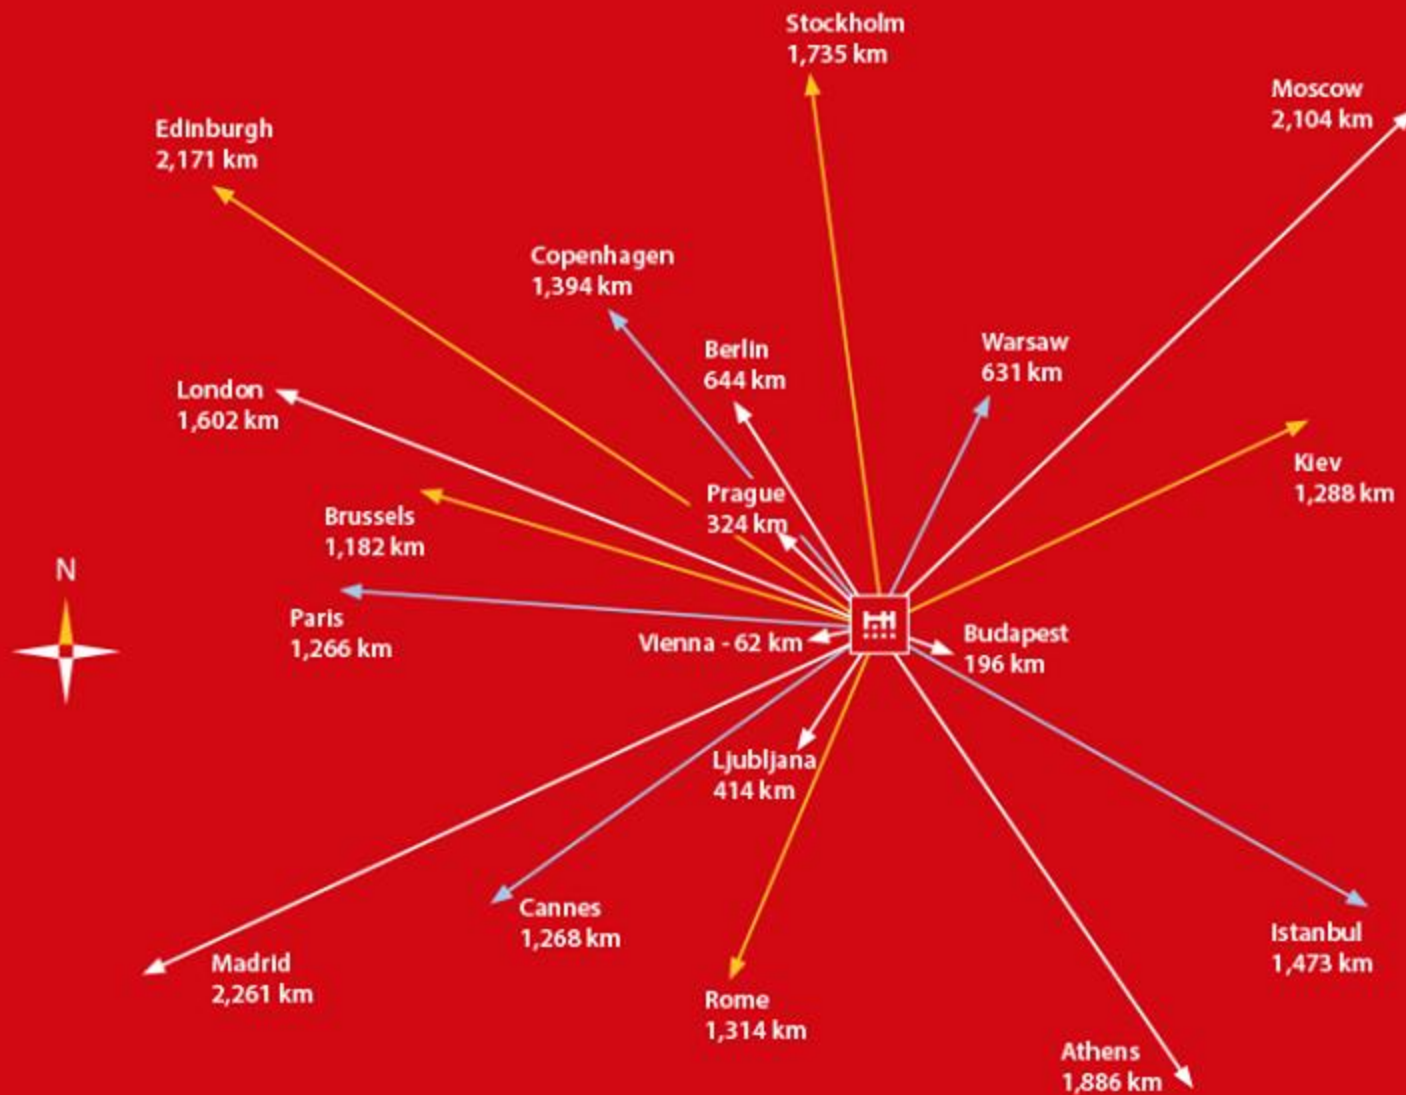 Stockholm
1,735 km
Moscow
2,104 km
Edinburgh
2,171 km
Copenhagen
1,394 km
Berlin
644 km
Warsaw
631 km
London
1,602 km
Kiev
1,288 km
Prague
324 km
Brussels
1,182 km
N
Paris
1,266 km
Vienna - 62 km
Budapest
196 km
Ljubljana
414 km
Cannes
1,268 km
Istanbul
1,473 km
Madrid
2,261 km
Rome
1,314 km
Athens
1,886 km